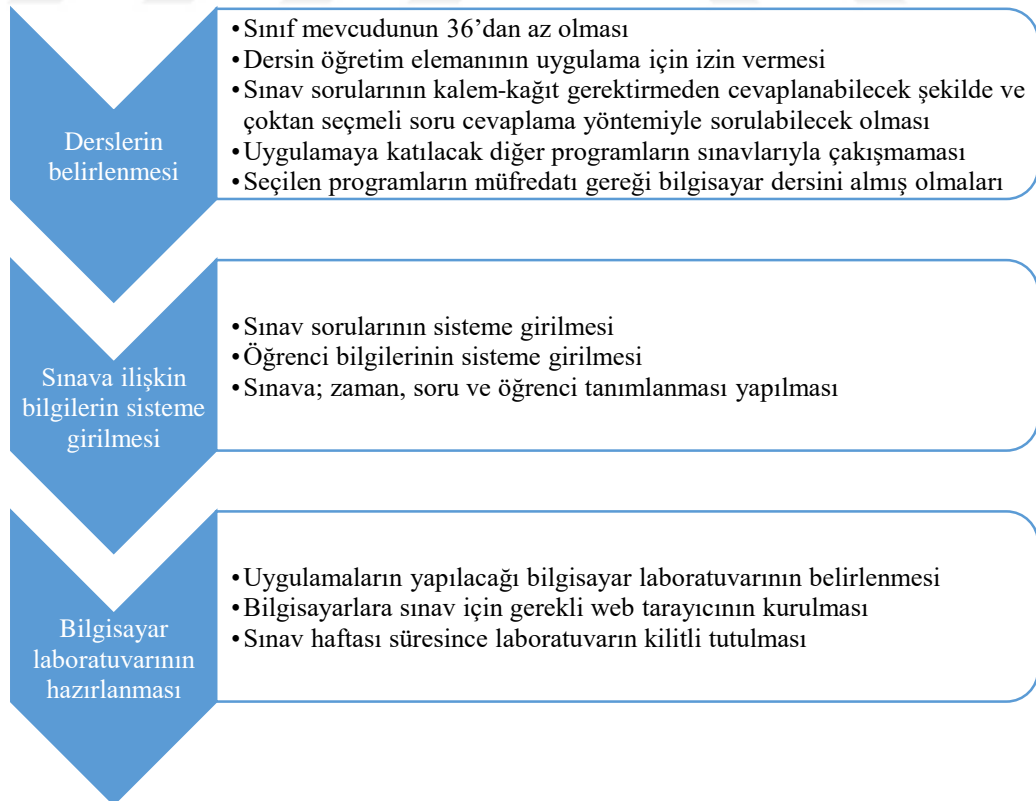 Derslerin
belirlenmesi
•Sınıf mevcudunun 36’dan az olması
•Dersin öğretim elemanının uygulama için izin vermesi
•Sınav sorularının kalem-kağıt gerektirmeden cevaplanabilecek şekilde ve
çoktan seçmeli soru cevaplama yöntemiyle sorulabilecek olması
•Uygulamaya katılacak diğer programların sınavlarıyla çakışmaması
•Seçilen programların müfredatı gereği bilgisayar dersini almış olmaları
Sınava ilişkin
bilgilerin sisteme
girilmesi
•Sınav sorularının sisteme girilmesi
•Öğrenci bilgilerinin sisteme girilmesi
•Sınava; zaman, soru ve öğrenci tanımlanması yapılması
Bilgisayar
laboratuvarının
hazırlanması
•Uygulamaların yapılacağı bilgisayar laboratuvarının belirlenmesi
•Bilgisayarlara sınav için gerekli web tarayıcının kurulması
•Sınav haftası süresince laboratuvarın kilitli tutulması